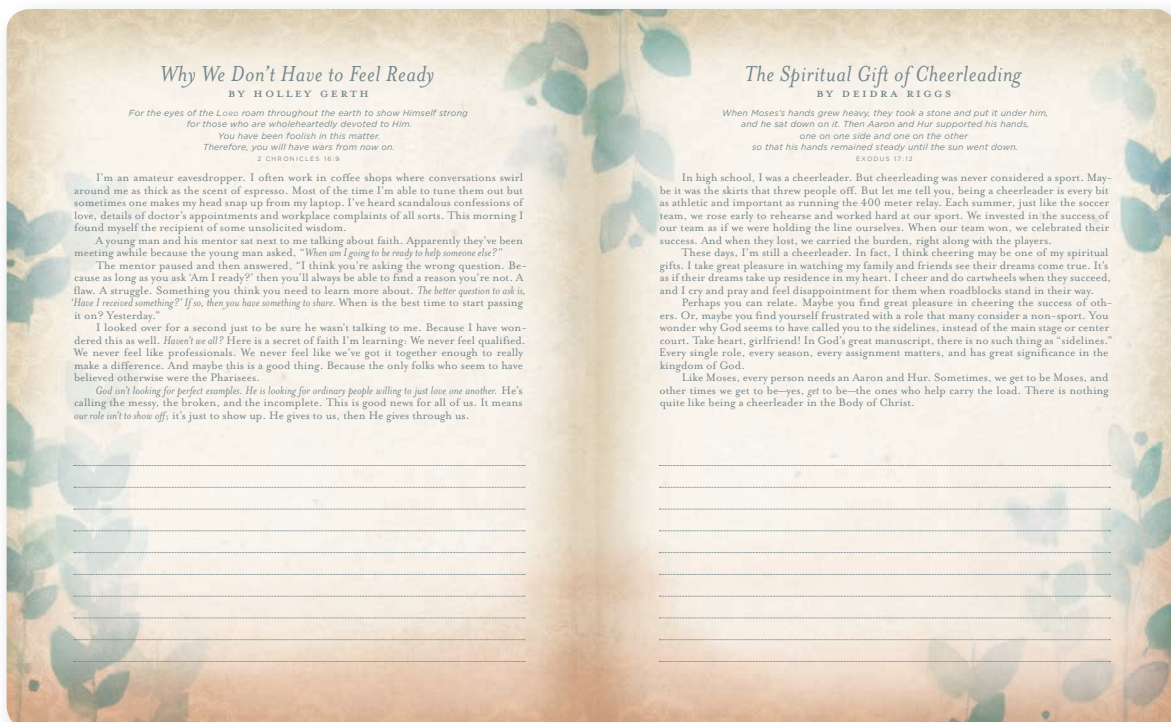 Why We Don't Have to Feel Ready
BY HOLLEY GERTH
For the eyes of the LORD roam throughout the earth to show Himself strong
for those who are wholeheartedly devoted to Him.
You have been foolish in this matter.
Therefore, you will have wars from now on.
2 CHRONICLES 16:9
I'm an amateur eavesdropper. I often work in coffee shops where conversations swirl
around me as thick as the scent of espresso. Most of the time I'm able to tune them out but
sometimes one makes my head snap up from my laptop. I've heard scandalous confessions of
love, details of doctor's appointments and workplace complaints of all sorts. This morning I
found myself the recipient of some unsolicited wisdom.
A young man and his mentor sat next to me talking about faith. Apparently they've been
meeting awhile because the young man asked, "When am I going to be ready to help someone else?"
The mentor paused and then answered, "I think you're asking the wrong question. Be-
cause as long as you ask 'Am I ready?' then you'll always be able to find a reason you're not. A
flaw. A struggle. Something you think you need to learn more about. The better question to ask is,
'Have I received something?' If so, then you have something to share. When is the best time to start passing
it on? Yesterday."
I looked over for a second just to be sure he wasn't talking to me. Because I have won-
dered this as well. Haven't we all? Here is a secret of faith I'm learning: We never feel qualified.
We never feel like professionals. We never feel like we've got it together enough to really
make a difference. And maybe this is a good thing. Because the only folks who seem to have
believed otherwise were the Pharisees.
God isn't looking for perfect examples. He is looking for ordinary people willing to just love one another. He's
calling the messy, the broken, and the incomplete. This is good news for all of us. It means
our role isn't to show off; it's just to show up. He gives to us, then He gives through us.
The Spiritual Gift of Cheerleading
BY DEIDRA RIGGS
When Moses's hands grew heavy, they took a stone and put it under him,
and he sat down on it. Then Aaron and Hur supported his hands,
one on one side and one on the other
so that his hands remained steady until the sun went down.
EXODUS 17:12
In high school, I was a cheerleader. But cheerleading was never considered a sport. May-
be it was the skirts that threw people off. But let me tell you, being a cheerleader is every bit
as athletic and important as running the 400 meter relay. Each summer, just like the soccer
team, we rose early to rehearse and worked hard at our sport. We invested in the success of
our team as if we were holding the line ourselves. When our team won, we celebrated their
success. And when they lost, we carried the burden, right along with the players.
These days, I'm still a cheerleader. In fact, I think cheering may be one of my spiritual
gifts. I take great pleasure in watching my family and friends see their dreams come true. It's
as if their dreams take up residence in my heart. I cheer and do cartwheels when they succeed,
and I cry and pray and feel disappointment for them when roadblocks stand in their way.
Perhaps you can relate. Maybe you find great pleasure in cheering the success of oth-
ers. Or, maybe you find yourself frustrated with a role that many consider a non-sport. You
wonder why God seems to have called you to the sidelines, instead of the main stage or center
court. Take heart, girlfriend! In God's great manuscript, there is no such thing as "sidelines."
Every single role, every season, every assignment matters, and has great significance in the
kingdom of God.
Like Moses, every person needs an Aaron and Hur. Sometimes, we get to be Moses, and
other times we get to be—yes, get to be—the ones who help carry the load. There is nothing
quite like being a cheerleader in the Body of Christ.